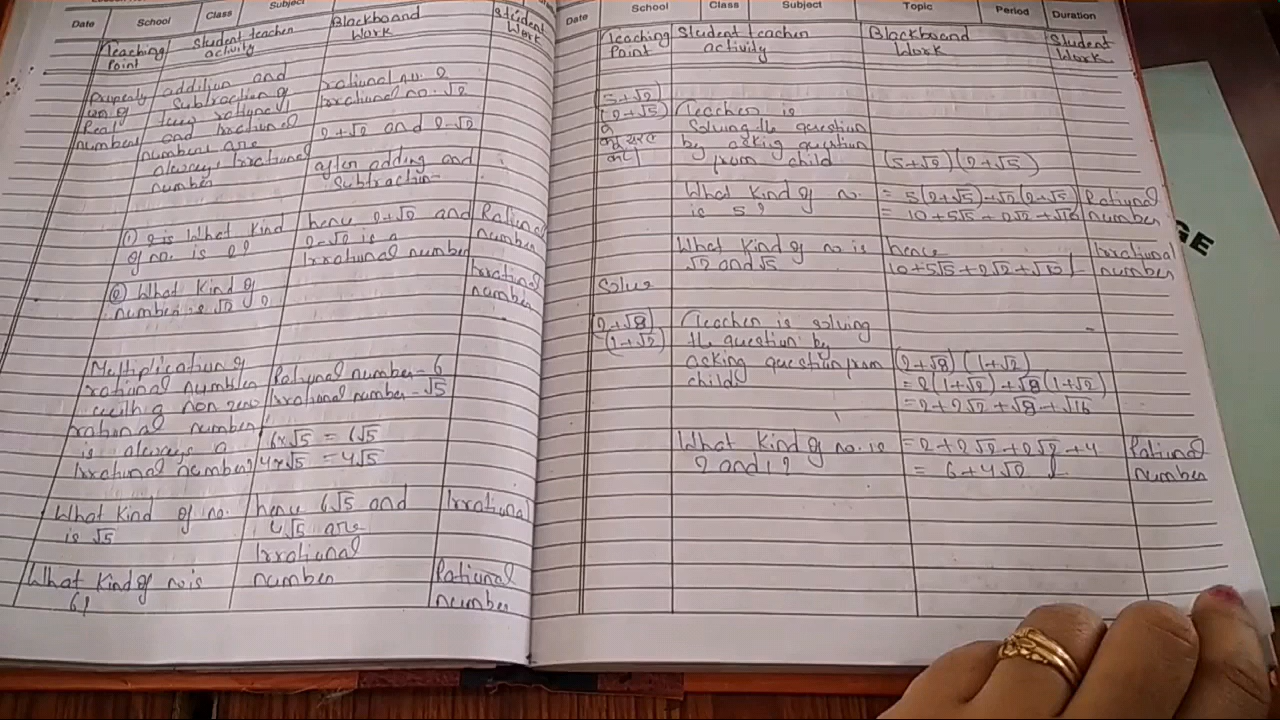 Date School Class Subject
Teaching Point
Student teacher activity
Blackboard Work
Student Work
addition and
Subtraction of
Real
numbers
and
numbers are
always Irrational
number
rational no. 2
Irrational no. √2
2+√2 and 2-√2
after adding and
Subtraction
① 2 is What kind
of no. is 2?
hence 2+√2 and
2-√2 is a
Irrational number
Rational
number
② What kind of
number is √2 ?
Irrational
number
Multiplication of
rational number
with a non zero
rational number
is always a
Irrational number
Rational number - 6
Irrational number - √5
6×√5 = 6√5
4×√5 = 4√5
What kind of no.
is √5
hence 6√5 and
4√5 are
Irrational
number
Irrational
What kind of no is
6?
Rational
number
Date School Class Subject Topic Period Duration
Teaching Point
Student teacher activity
Blackboard Work
Student Work
(5+√2)
(2+√5)
Teacher is
Solving the question
by asking question
from child
(5+√2)(2+√5)
What kind of no.
is 5?
= 5(2+√5)+√2(2+√5)
= 10+5√5+2√2+√10
Rational
number
What kind of no is
√2 and √5
hence
10+5√5+2√2+√10
Irrational
number
Solve
(2+√8)
(1+√2)
Teacher is solving
the question by
asking question from
child
(2+√8)(1+√2)
= 2(1+√2)+√8(1+√2)
= 2+2√2+√8+√16
What kind of no. is
2 and 1?
= 2+2√2+2√2+4
= 6+4√2
Rational
number
GE